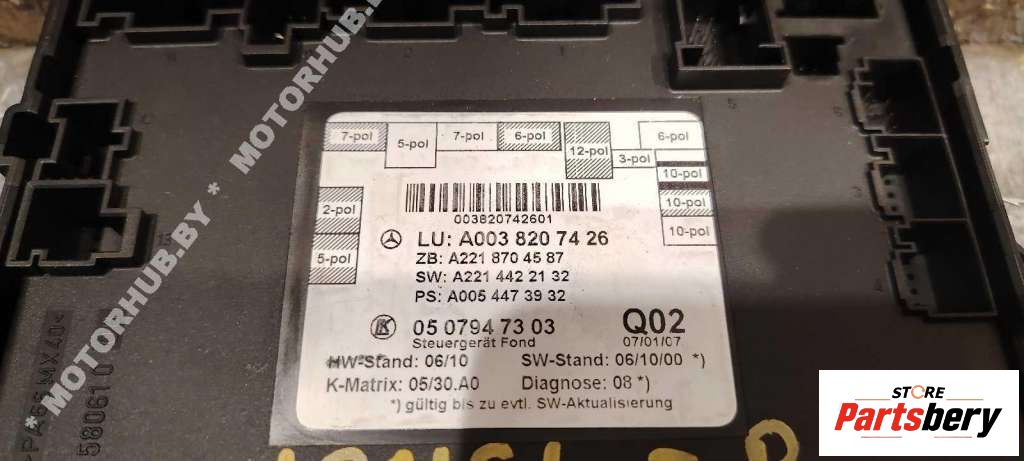 7-pol
5-pol
7-pol
6-pol
12-pol
3-pol
6-pol
10-pol
10-pol
10-pol
2-pol
5-pol
003820742601
LU: A003 820 74 26
ZB: A221 870 45 87
SW: A221 442 21 32
PS: A005 447 39 32
05 0794 73 03
Q02
Steuergerät Fond
07/01/07
HW-Stand: 06/10
SW-Stand: 06/10/00 *)
K-Matrix: 05/30.A0
Diagnose: 08 *)
*) gültig bis zu evtl. SW-Aktualisierung
* MOTORHUB.BY * MOTORHUB.BY
>PA66 MX40<
580610
STORE
Partsbery